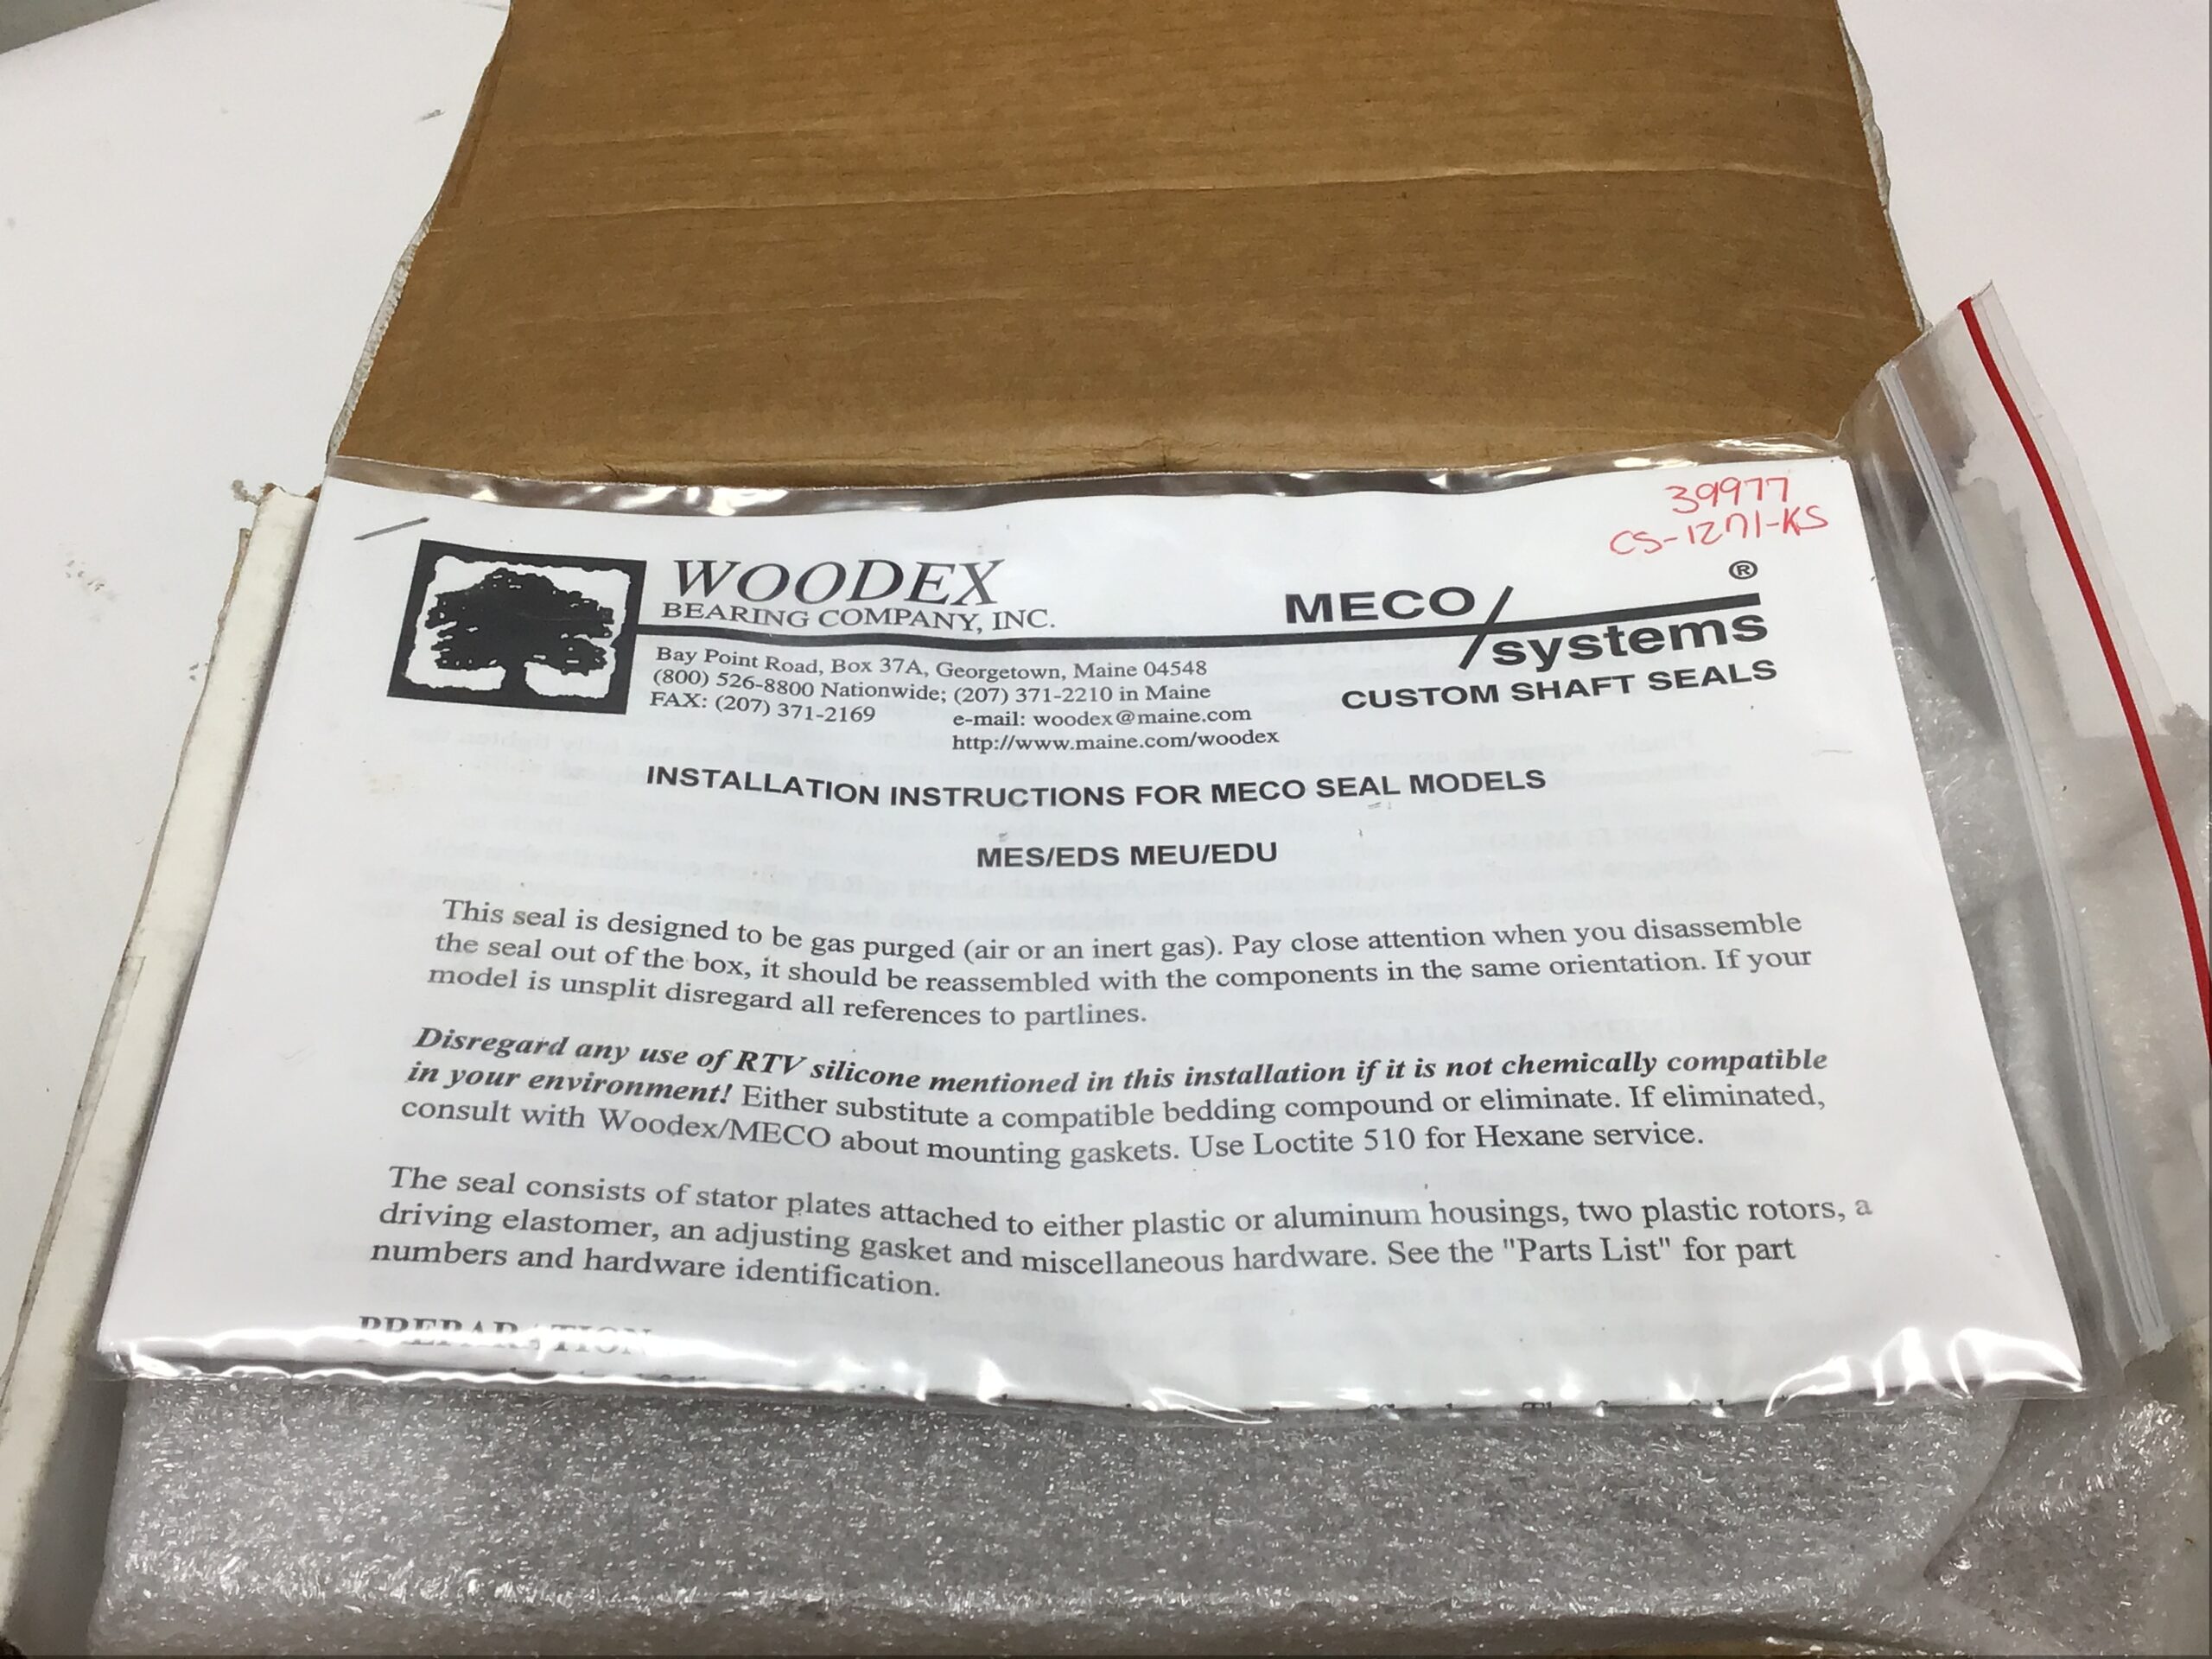 39977
CS-1271-KS
WOODEX
BEARING COMPANY, INC.
MECO/systems®
CUSTOM SHAFT SEALS
Bay Point Road, Box 37A, Georgetown, Maine 04548
(800) 526-8800 Nationwide; (207) 371-2210 in Maine
FAX: (207) 371-2169 e-mail: woodex@maine.com
http://www.maine.com/woodex
INSTALLATION INSTRUCTIONS FOR MECO SEAL MODELS
MES/EDS MEU/EDU
This seal is designed to be gas purged (air or an inert gas). Pay close attention when you disassemble
the seal out of the box, it should be reassembled with the components in the same orientation. If your
model is unsplit disregard all references to partlines.
Disregard any use of RTV silicone mentioned in this installation if it is not chemically compatible
in your environment! Either substitute a compatible bedding compound or eliminate. If eliminated,
consult with Woodex/MECO about mounting gaskets. Use Loctite 510 for Hexane service.
The seal consists of stator plates attached to either plastic or aluminum housings, two plastic rotors, a
driving elastomer, an adjusting gasket and miscellaneous hardware. See the "Parts List" for part
numbers and hardware identification.
PREPARATION